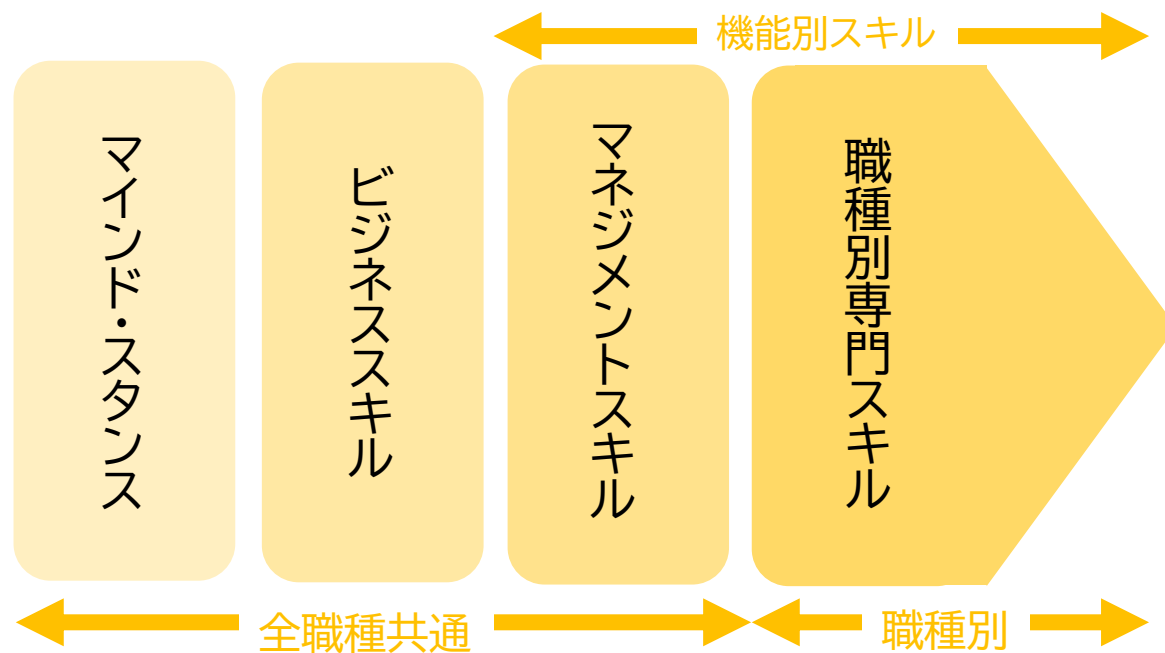 機能別スキル
マインド・スタンス
ビジネススキル
マネジメントスキル
職種別専門スキル
全職種共通
職種別